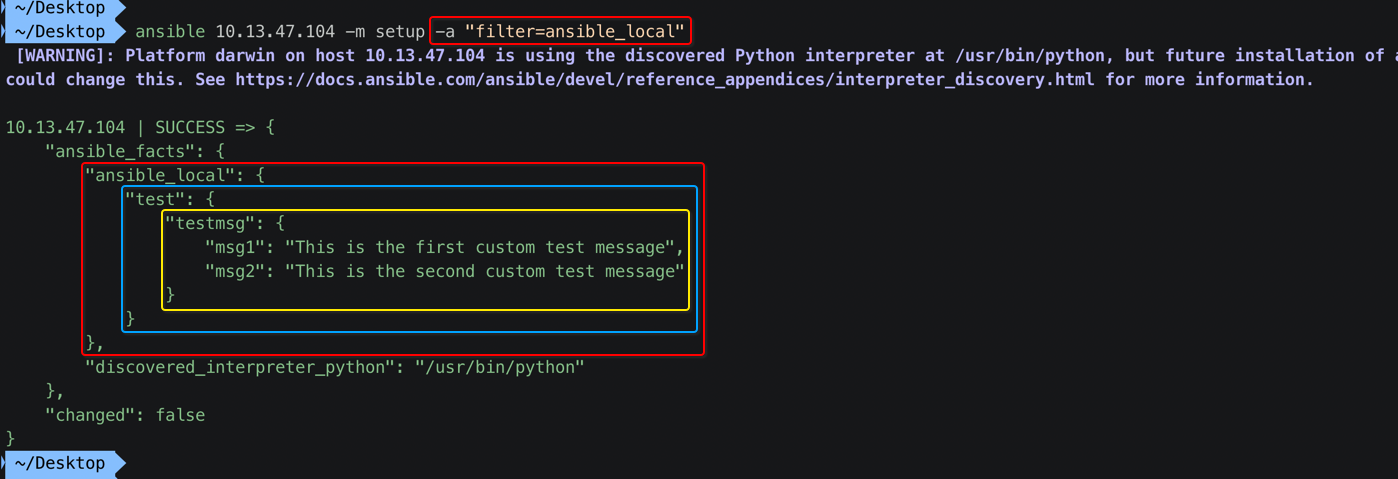 ~/Desktop
~/Desktop ansible 10.13.47.104 -m setup -a "filter=ansible_local"
[WARNING]: Platform darwin on host 10.13.47.104 is using the discovered Python interpreter at /usr/bin/python, but future installation of
could change this. See https://docs.ansible.com/ansible/devel/reference_appendices/interpreter_discovery.html for more information.
10.13.47.104 | SUCCESS => {
"ansible_facts": {
"ansible_local": {
"test": {
"testmsg": {
"msg1": "This is the first custom test message",
"msg2": "This is the second custom test message"
}
}
},
"discovered_interpreter_python": "/usr/bin/python"
},
"changed": false
}
~/Desktop